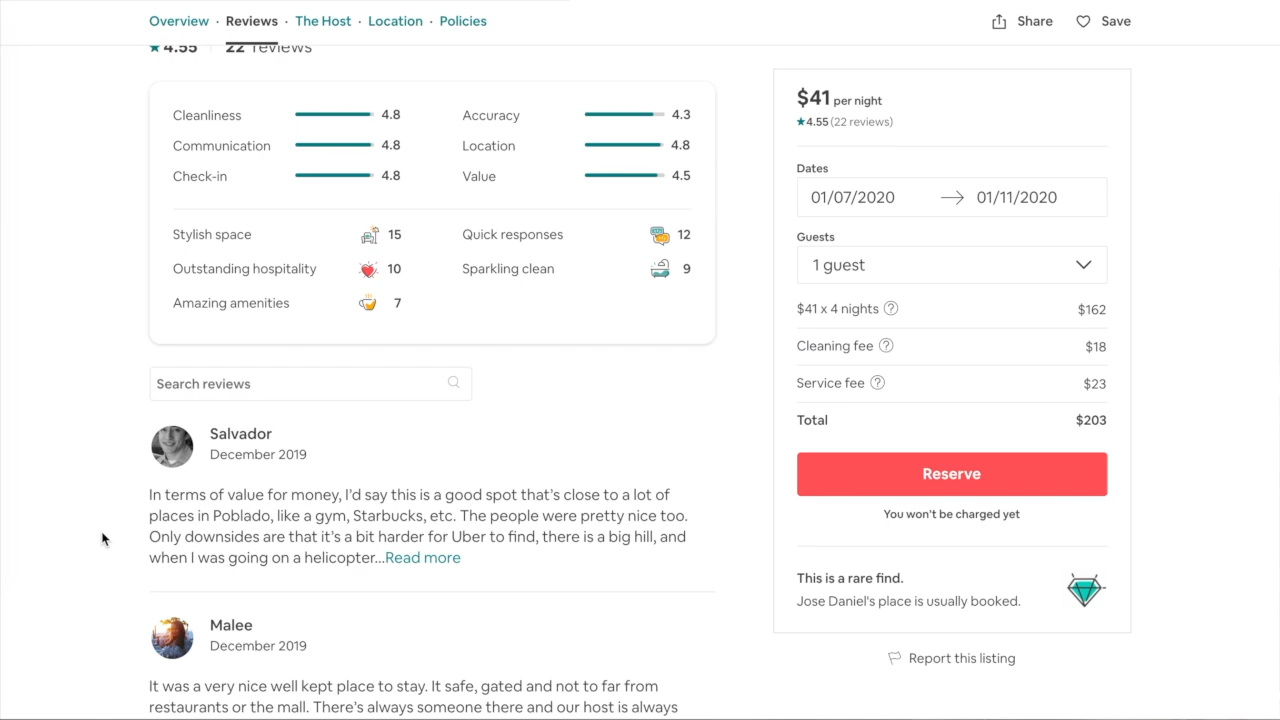 Overview · Reviews · The Host · Location · Policies
Share
Save
4.55
22 reviews
Cleanliness 4.8
Accuracy 4.3
Communication 4.8
Location 4.8
Check-in 4.8
Value 4.5
Stylish space 15
Quick responses 12
Outstanding hospitality 10
Sparkling clean 9
Amazing amenities 7
Search reviews
Salvador
December 2019
In terms of value for money, I'd say this is a good spot that's close to a lot of
places in Poblado, like a gym, Starbucks, etc. The people were pretty nice too.
Only downsides are that it's a bit harder for Uber to find, there is a big hill, and
when I was going on a helicopter...Read more
Malee
December 2019
It was a very nice well kept place to stay. It safe, gated and not to far from
restaurants or the mall. There's always someone there and our host is always
$41 per night
★4.55 (22 reviews)
Dates
01/07/2020 → 01/11/2020
Guests
1 guest
$41 x 4 nights ? $162
Cleaning fee ? $18
Service fee ? $23
Total $203
Reserve
You won't be charged yet
This is a rare find.
Jose Daniel's place is usually booked.
Report this listing